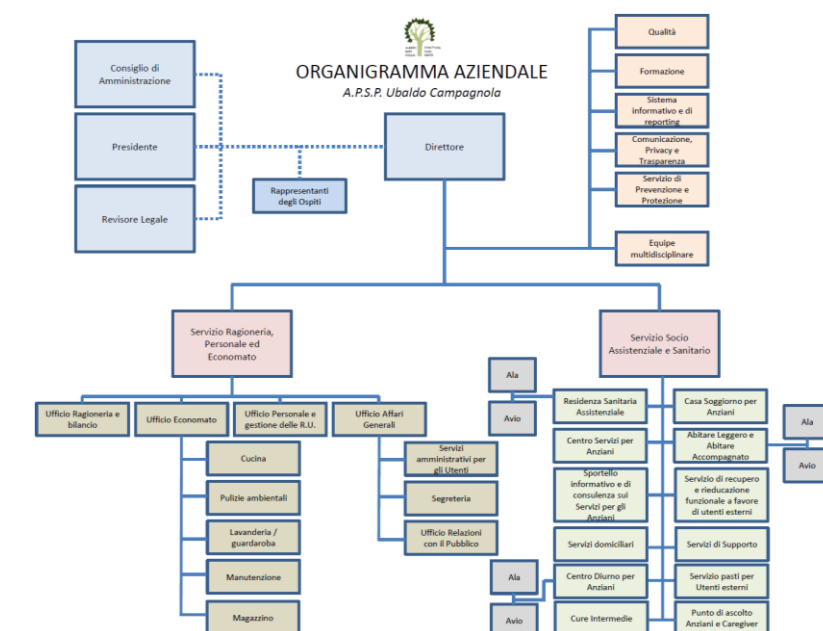 ORGANIGRAMMA AZIENDALE
A.P.S.P. Ubaldo Campagnola
Consiglio di
Amministrazione
Presidente
Revisore Legale
Rappresentanti
degli Ospiti
Direttore
Qualità
Formazione
Sistema
informativo e di
reporting
Comunicazione,
Privacy e
Trasparenza
Servizio di
Prevenzione e
Protezione
Equipe
multidisciplinare
Servizio Ragioneria,
Personale ed
Economato
Servizio Socio
Assistenziale e Sanitario
Ufficio Ragioneria e
bilancio
Ufficio Economato
Ufficio Personale e
gestione delle R.U.
Ufficio Affari
Generali
Cucina
Pulizie ambientali
Lavanderia /
guardaroba
Manutenzione
Magazzino
Servizi
amministrativi per
gli Utenti
Segreteria
Ufficio Relazioni
con il Pubblico
Ala
Avio
Residenza Sanitaria
Assistenziale
Centro Servizi per
Anziani
Sportello
informativo e di
consulenza sui
Servizi per gli
Anziani
Servizi domiciliari
Ala
Avio
Centro Diurno per
Anziani
Cure Intermedie
Casa Soggiorno per
Anziani
Abitare Leggero e
Abitare
Accompagnato
Ala
Avio
Servizio di recupero
e rieducazione
funzionale a favore
di utenti esterni
Servizi di Supporto
Servizio pasti per
Utenti esterni
Punto di ascolto
Anziani e Caregiver